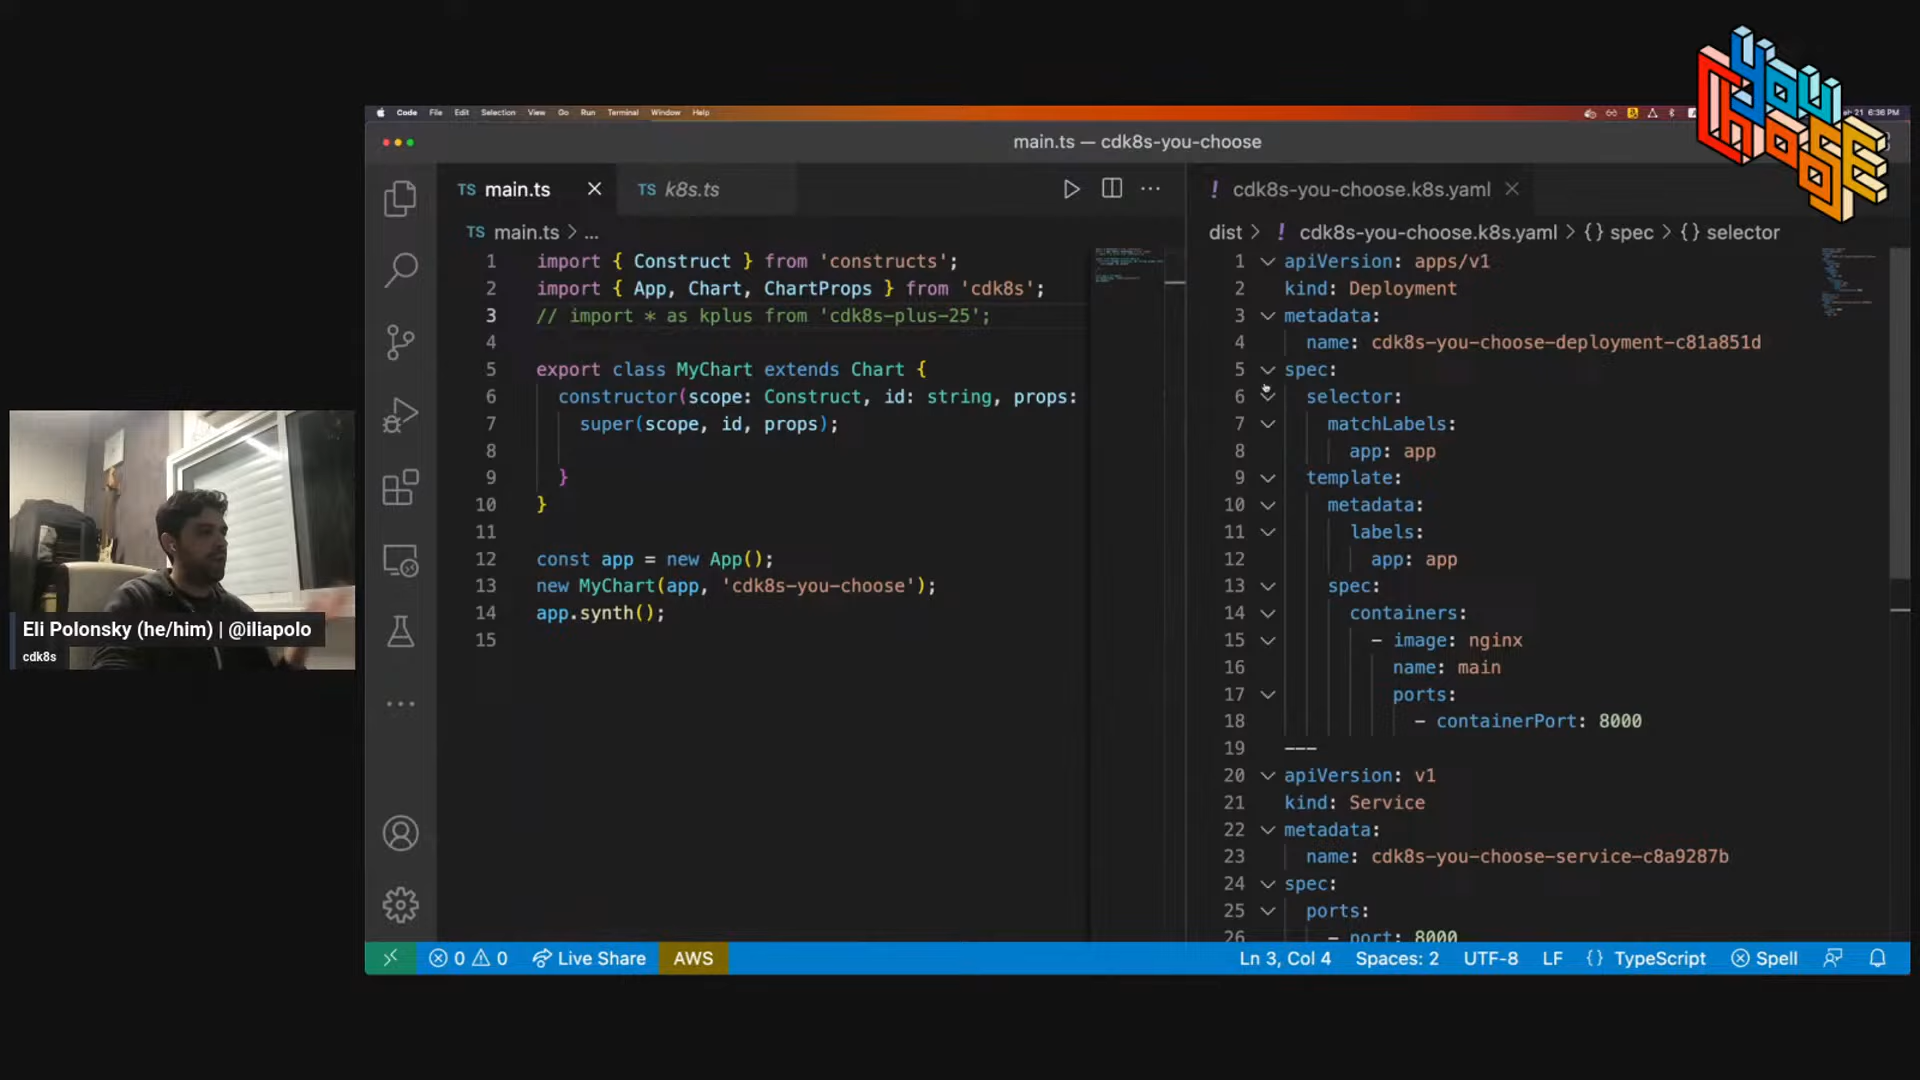 YOU CHOOSE
Code File Edit Selection View Go Run Terminal Window Help
21 6:36 PM
main.ts — cdk8s-you-choose
TS main.ts
TS k8s.ts
TS main.ts > ...
1 import { Construct } from 'constructs';
2 import { App, Chart, ChartProps } from 'cdk8s';
3 // import * as kplus from 'cdk8s-plus-25';
4
5 export class MyChart extends Chart {
6 constructor(scope: Construct, id: string, props:
7 super(scope, id, props);
8
9 }
10 }
11
12 const app = new App();
13 new MyChart(app, 'cdk8s-you-choose');
14 app.synth();
15
! cdk8s-you-choose.k8s.yaml
dist > ! cdk8s-you-choose.k8s.yaml > {} spec > {} selector
1 apiVersion: apps/v1
2 kind: Deployment
3 metadata:
4 name: cdk8s-you-choose-deployment-c81a851d
5 spec:
6 selector:
7 matchLabels:
8 app: app
9 template:
10 metadata:
11 labels:
12 app: app
13 spec:
14 containers:
15 - image: nginx
16 name: main
17 ports:
18 - containerPort: 8000
19 ---
20 apiVersion: v1
21 kind: Service
22 metadata:
23 name: cdk8s-you-choose-service-c8a9287b
24 spec:
25 ports:
26 - port: 8000
Eli Polonsky (he/him) | @iliapolo
cdk8s
0 0 Live Share AWS
Ln 3, Col 4 Spaces: 2 UTF-8 LF {} TypeScript Spell